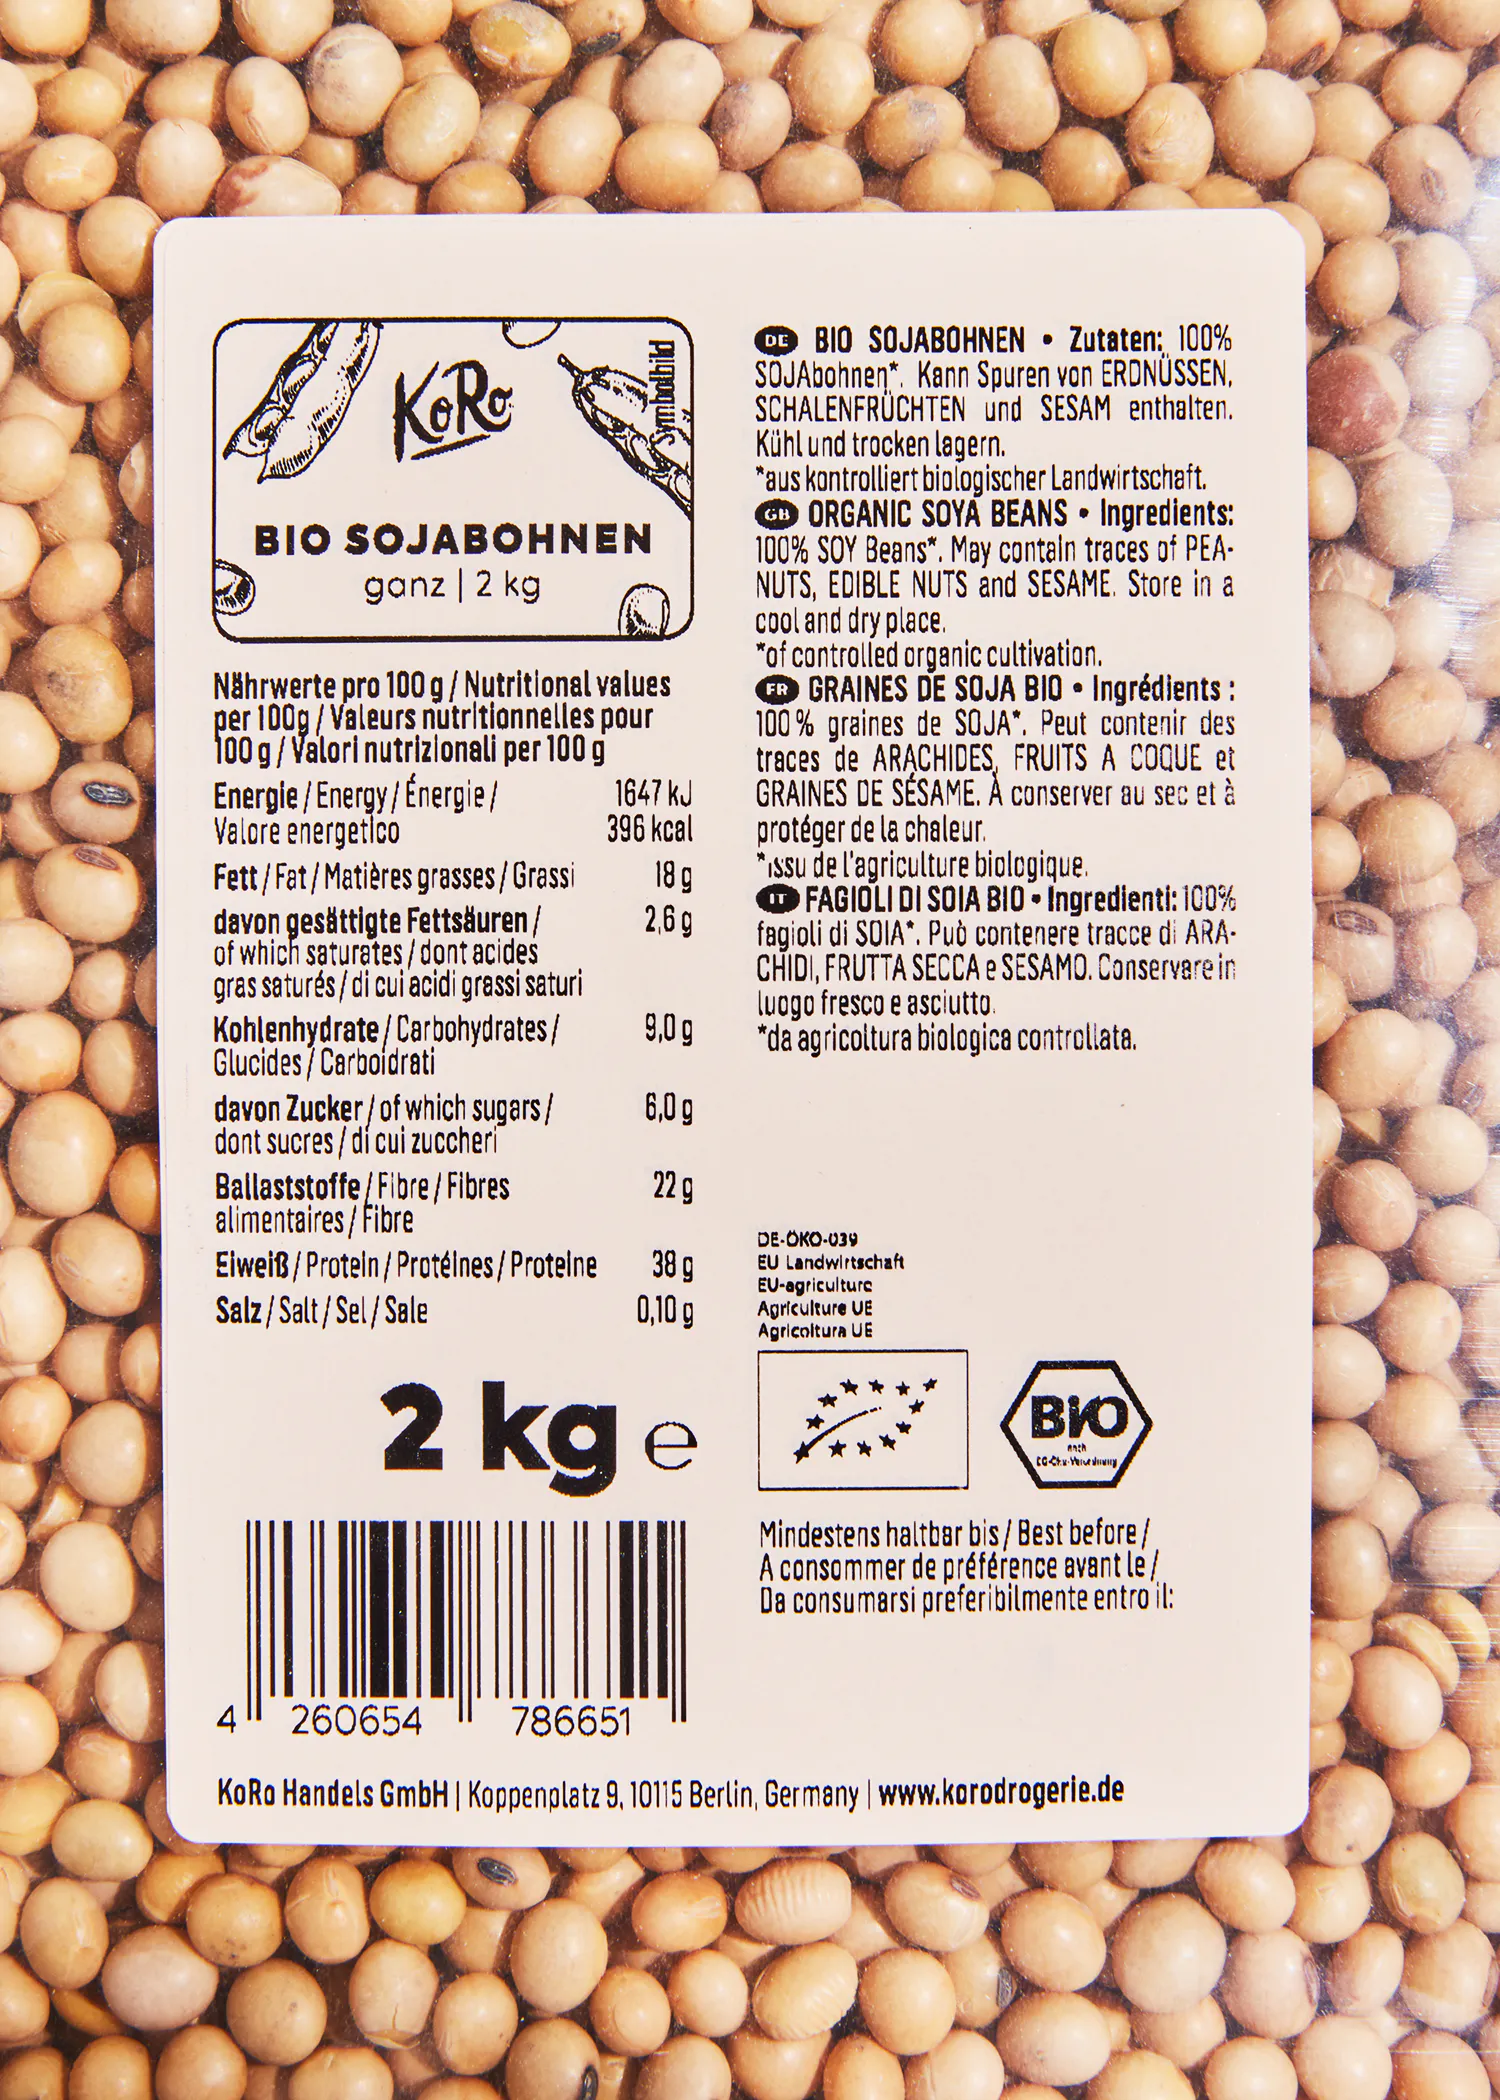 KoRo
Symbolbild
BIO SOJABOHNEN
ganz | 2 kg
Nährwerte pro 100 g / Nutritional values
per 100g / Valeurs nutritionnelles pour
100 g / Valori nutrizionali per 100 g
Energie / Energy / Énergie / 1647 kJ
Valore energetico 396 kcal
Fett / Fat / Matières grasses / Grassi 18 g
davon gesättigte Fettsäuren / 2,6 g
of which saturates / dont acides
gras saturés / di cui acidi grassi saturi
Kohlenhydrate / Carbohydrates / 9,0 g
Glucides / Carboidrati
davon Zucker / of which sugars / 6,0 g
dont sucres / di cui zuccheri
Ballaststoffe / Fibre / Fibres 22 g
alimentaires / Fibre
Eiweiß / Protein / Protéines / Proteine 38 g
Salz / Salt / Sel / Sale 0,10 g
2 kg e
4 260654 786651
DE BIO SOJABOHNEN • Zutaten: 100%
SOJAbohnen*. Kann Spuren von ERDNÜSSEN,
SCHALENFRÜCHTEN und SESAM enthalten.
Kühl und trocken lagern.
*aus kontrolliert biologischer Landwirtschaft.
GB ORGANIC SOYA BEANS • Ingredients:
100% SOY Beans*. May contain traces of PEA-
NUTS, EDIBLE NUTS and SESAME. Store in a
cool and dry place.
*of controlled organic cultivation.
FR GRAINES DE SOJA BIO • Ingrédients :
100 % graines de SOJA*. Peut contenir des
traces de ARACHIDES, FRUITS A COQUE et
GRAINES DE SÉSAME. À conserver au sec et à
protéger de la chaleur.
*issu de l'agriculture biologique.
IT FAGIOLI DI SOIA BIO • Ingredienti: 100%
fagioli di SOIA*. Può contenere tracce di ARA-
CHIDI, FRUTTA SECCA e SESAMO. Conservare in
luogo fresco e asciutto.
*da agricoltura biologica controllata.
DE-ÖKO-039
EU Landwirtschaft
EU-agriculture
Agriculture UE
Agricoltura UE
BIO
nach
EG-Öko-Verordnung
Mindestens haltbar bis / Best before /
A consommer de préférence avant le /
Da consumarsi preferibilmente entro il:
KoRo Handels GmbH | Koppenplatz 9, 10115 Berlin, Germany | www.korodrogerie.de